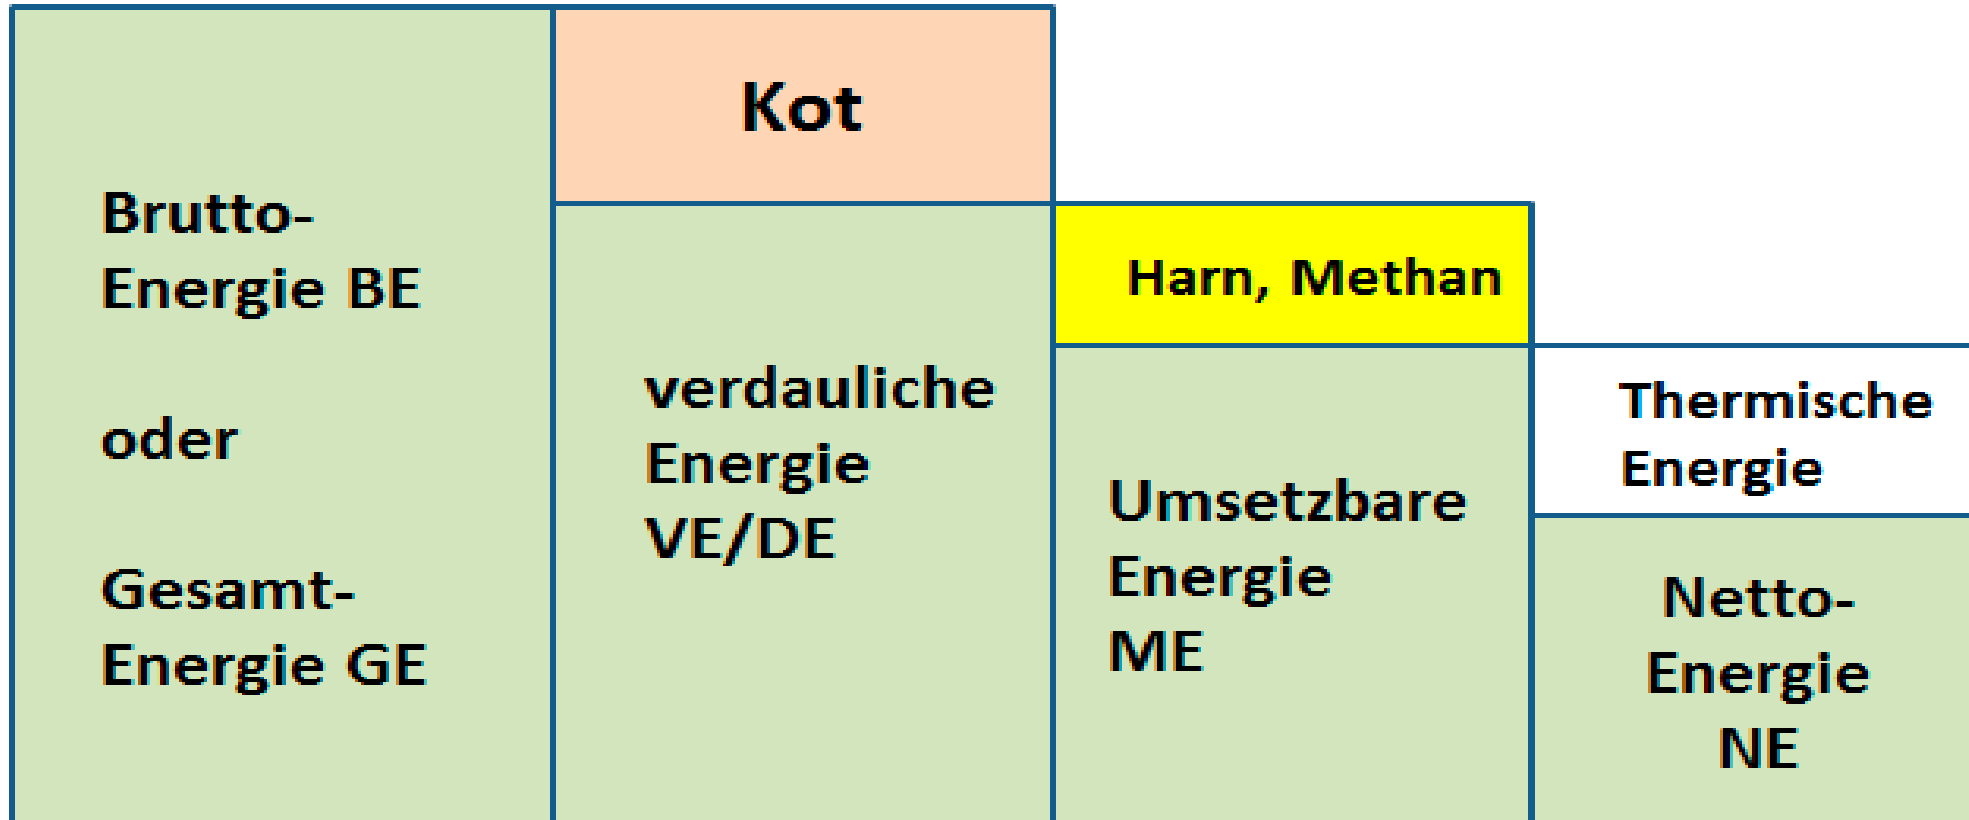 Brutto-
Energie BE
oder
Gesamt-
Energie GE
Kot
verdauliche
Energie
VE/DE
Harn, Methan
Umsetzbare
Energie
ME
Thermische
Energie
Netto-
Energie
NE